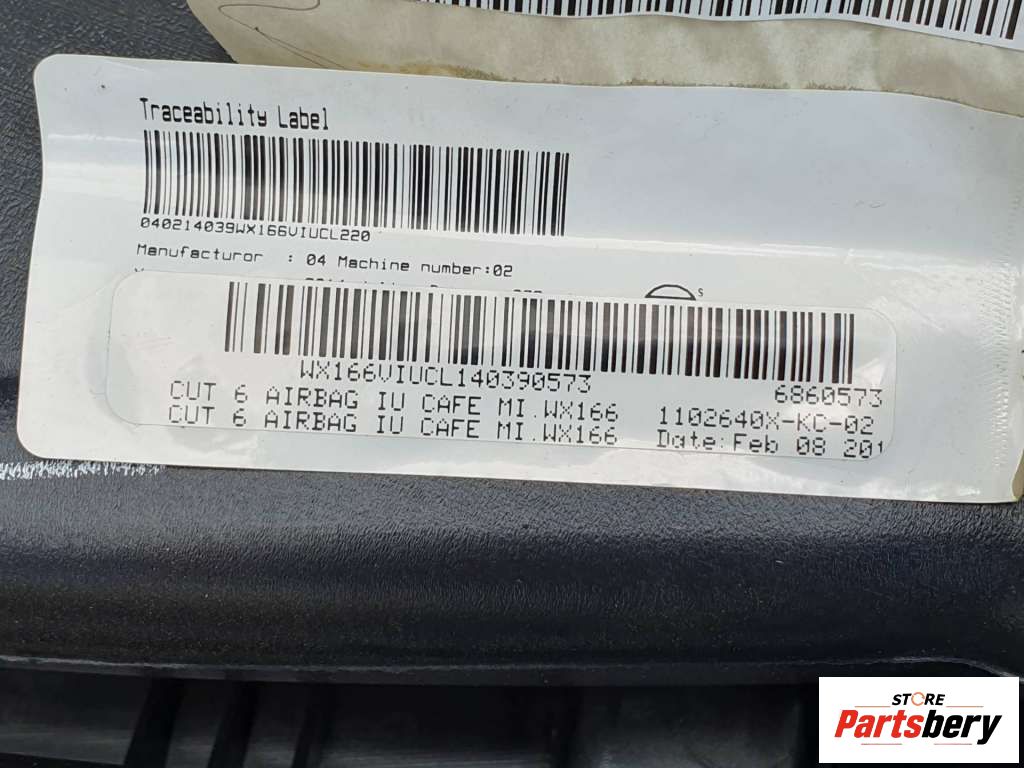 Traceability Label
040214039WX166VIUCL220
Manufacturor : 04 Machine number:02
S
WX166VIUCL140390573
6860573
CUT 6 AIRBAG IU CAFE MI.WX166 1102640X-KC-02
CUT 6 AIRBAG IU CAFE MI.WX166 Date:Feb 08 201
STORE
Partsbery